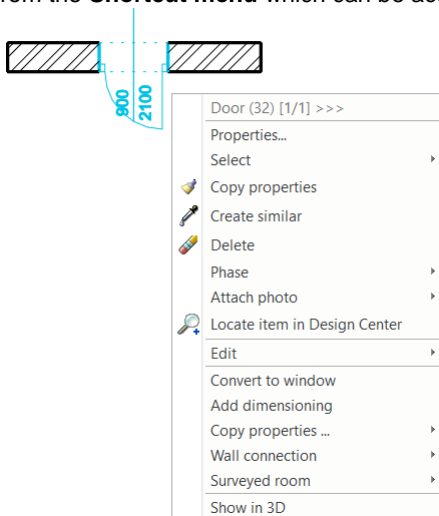 from the Shortcut menu which can be
900
2100
Door (32) [1/1] >>>
Properties...
Select
Copy properties
Create similar
Delete
Phase
Attach photo
Locate item in Design Center
Edit
Convert to window
Add dimensioning
Copy properties ...
Wall connection
Surveyed room
Show in 3D